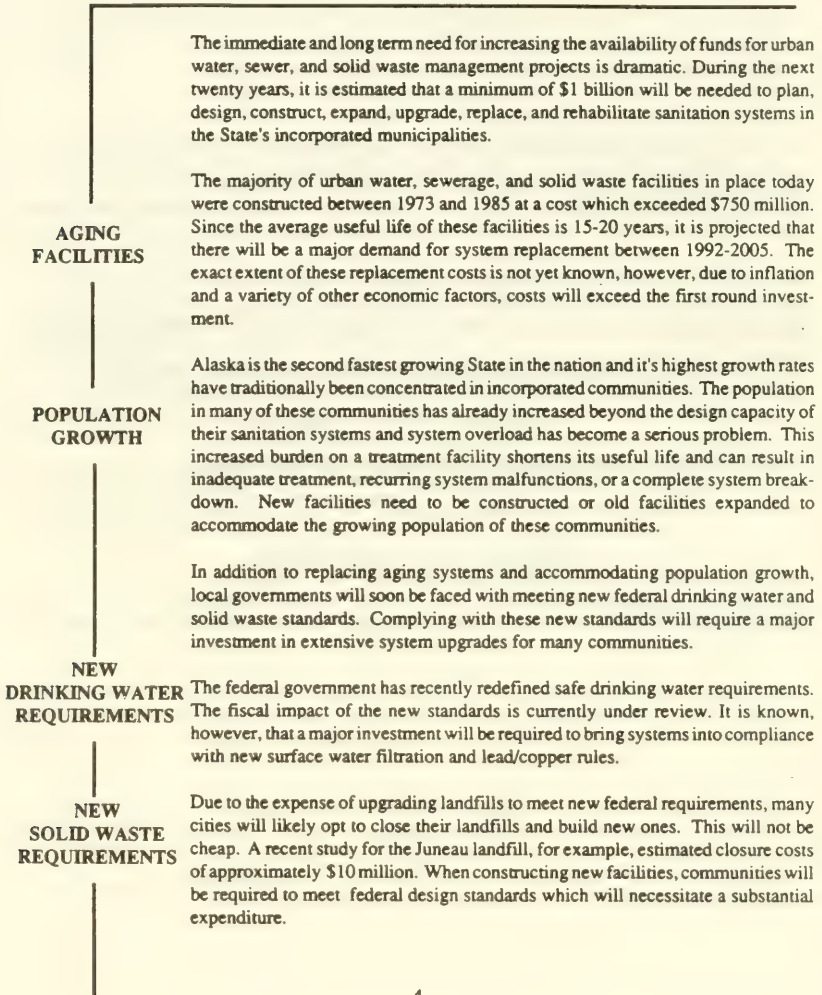 The immediate and long term need for increasing the availability of funds for urban
water, sewer, and solid waste management projects is dramatic. During the next
twenty years, it is estimated that a minimum of $1 billion will be needed to plan,
design, construct, expand, upgrade, replace, and rehabilitate sanitation systems in
the State's incorporated municipalities.
AGING
FACILITIES
The majority of urban water, sewerage, and solid waste facilities in place today
were constructed between 1973 and 1985 at a cost which exceeded $750 million.
Since the average useful life of these facilities is 15-20 years, it is projected that
there will be a major demand for system replacement between 1992-2005. The
exact extent of these replacement costs is not yet known, however, due to inflation
and a variety of other economic factors, costs will exceed the first round invest-
ment.
POPULATION
GROWTH
Alaska is the second fastest growing State in the nation and it's highest growth rates
have traditionally been concentrated in incorporated communities. The population
in many of these communities has already increased beyond the design capacity of
their sanitation systems and system overload has become a serious problem. This
increased burden on a treatment facility shortens its useful life and can result in
inadequate treatment, recurring system malfunctions, or a complete system break-
down. New facilities need to be constructed or old facilities expanded to
accommodate the growing population of these communities.
In addition to replacing aging systems and accommodating population growth,
local governments will soon be faced with meeting new federal drinking water and
solid waste standards. Complying with these new standards will require a major
investment in extensive system upgrades for many communities.
NEW
DRINKING WATER
REQUIREMENTS
The federal government has recently redefined safe drinking water requirements.
The fiscal impact of the new standards is currently under review. It is known,
however, that a major investment will be required to bring systems into compliance
with new surface water filtration and lead/copper rules.
NEW
SOLID WASTE
REQUIREMENTS
Due to the expense of upgrading landfills to meet new federal requirements, many
cities will likely opt to close their landfills and build new ones. This will not be
cheap. A recent study for the Juneau landfill, for example, estimated closure costs
of approximately $10 million. When constructing new facilities, communities will
be required to meet federal design standards which will necessitate a substantial
expenditure.